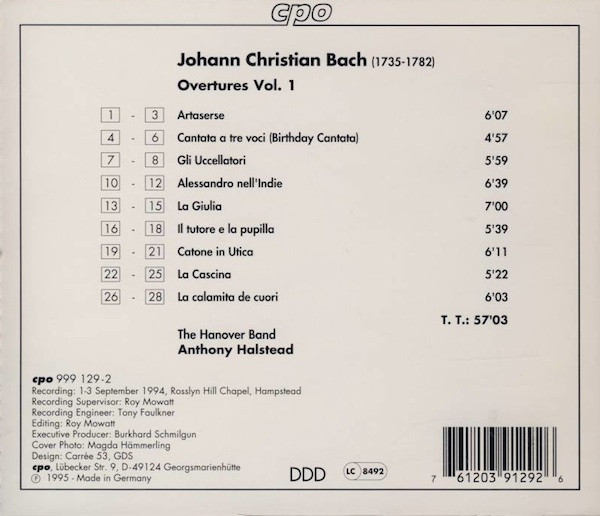 cpo
Johann Christian Bach (1735-1782)
Overtures Vol. 1
1 - 3 Artaserse 6'07
4 - 6 Cantata a tre voci (Birthday Cantata) 4'57
7 - 8 Gli Uccellatori 5'59
10 - 12 Alessandro nell'Indie 6'39
13 - 15 La Giulia 7'00
16 - 18 Il tutore e la pupilla 5'39
19 - 21 Catone in Utica 6'11
22 - 25 La Cascina 5'22
26 - 28 La calamita de cuori 6'03
T. T.: 57'03
The Hanover Band
Anthony Halstead
cpo 999 129-2
Recording: 1-3 September 1994, Rosslyn Hill Chapel, Hampstead
Recording Supervisor: Roy Mowatt
Recording Engineer: Tony Faulkner
Editing: Roy Mowatt
Executive Producer: Burkhard Schmilgun
Cover Photo: Magda Hämmerling
Design: Carrée 53, GDS
cpo, Lübecker Str. 9, D-49124 Georgsmarienhütte
Ⓟ 1995 - Made in Germany
DDD
LC 8492
7 61203 91292 6